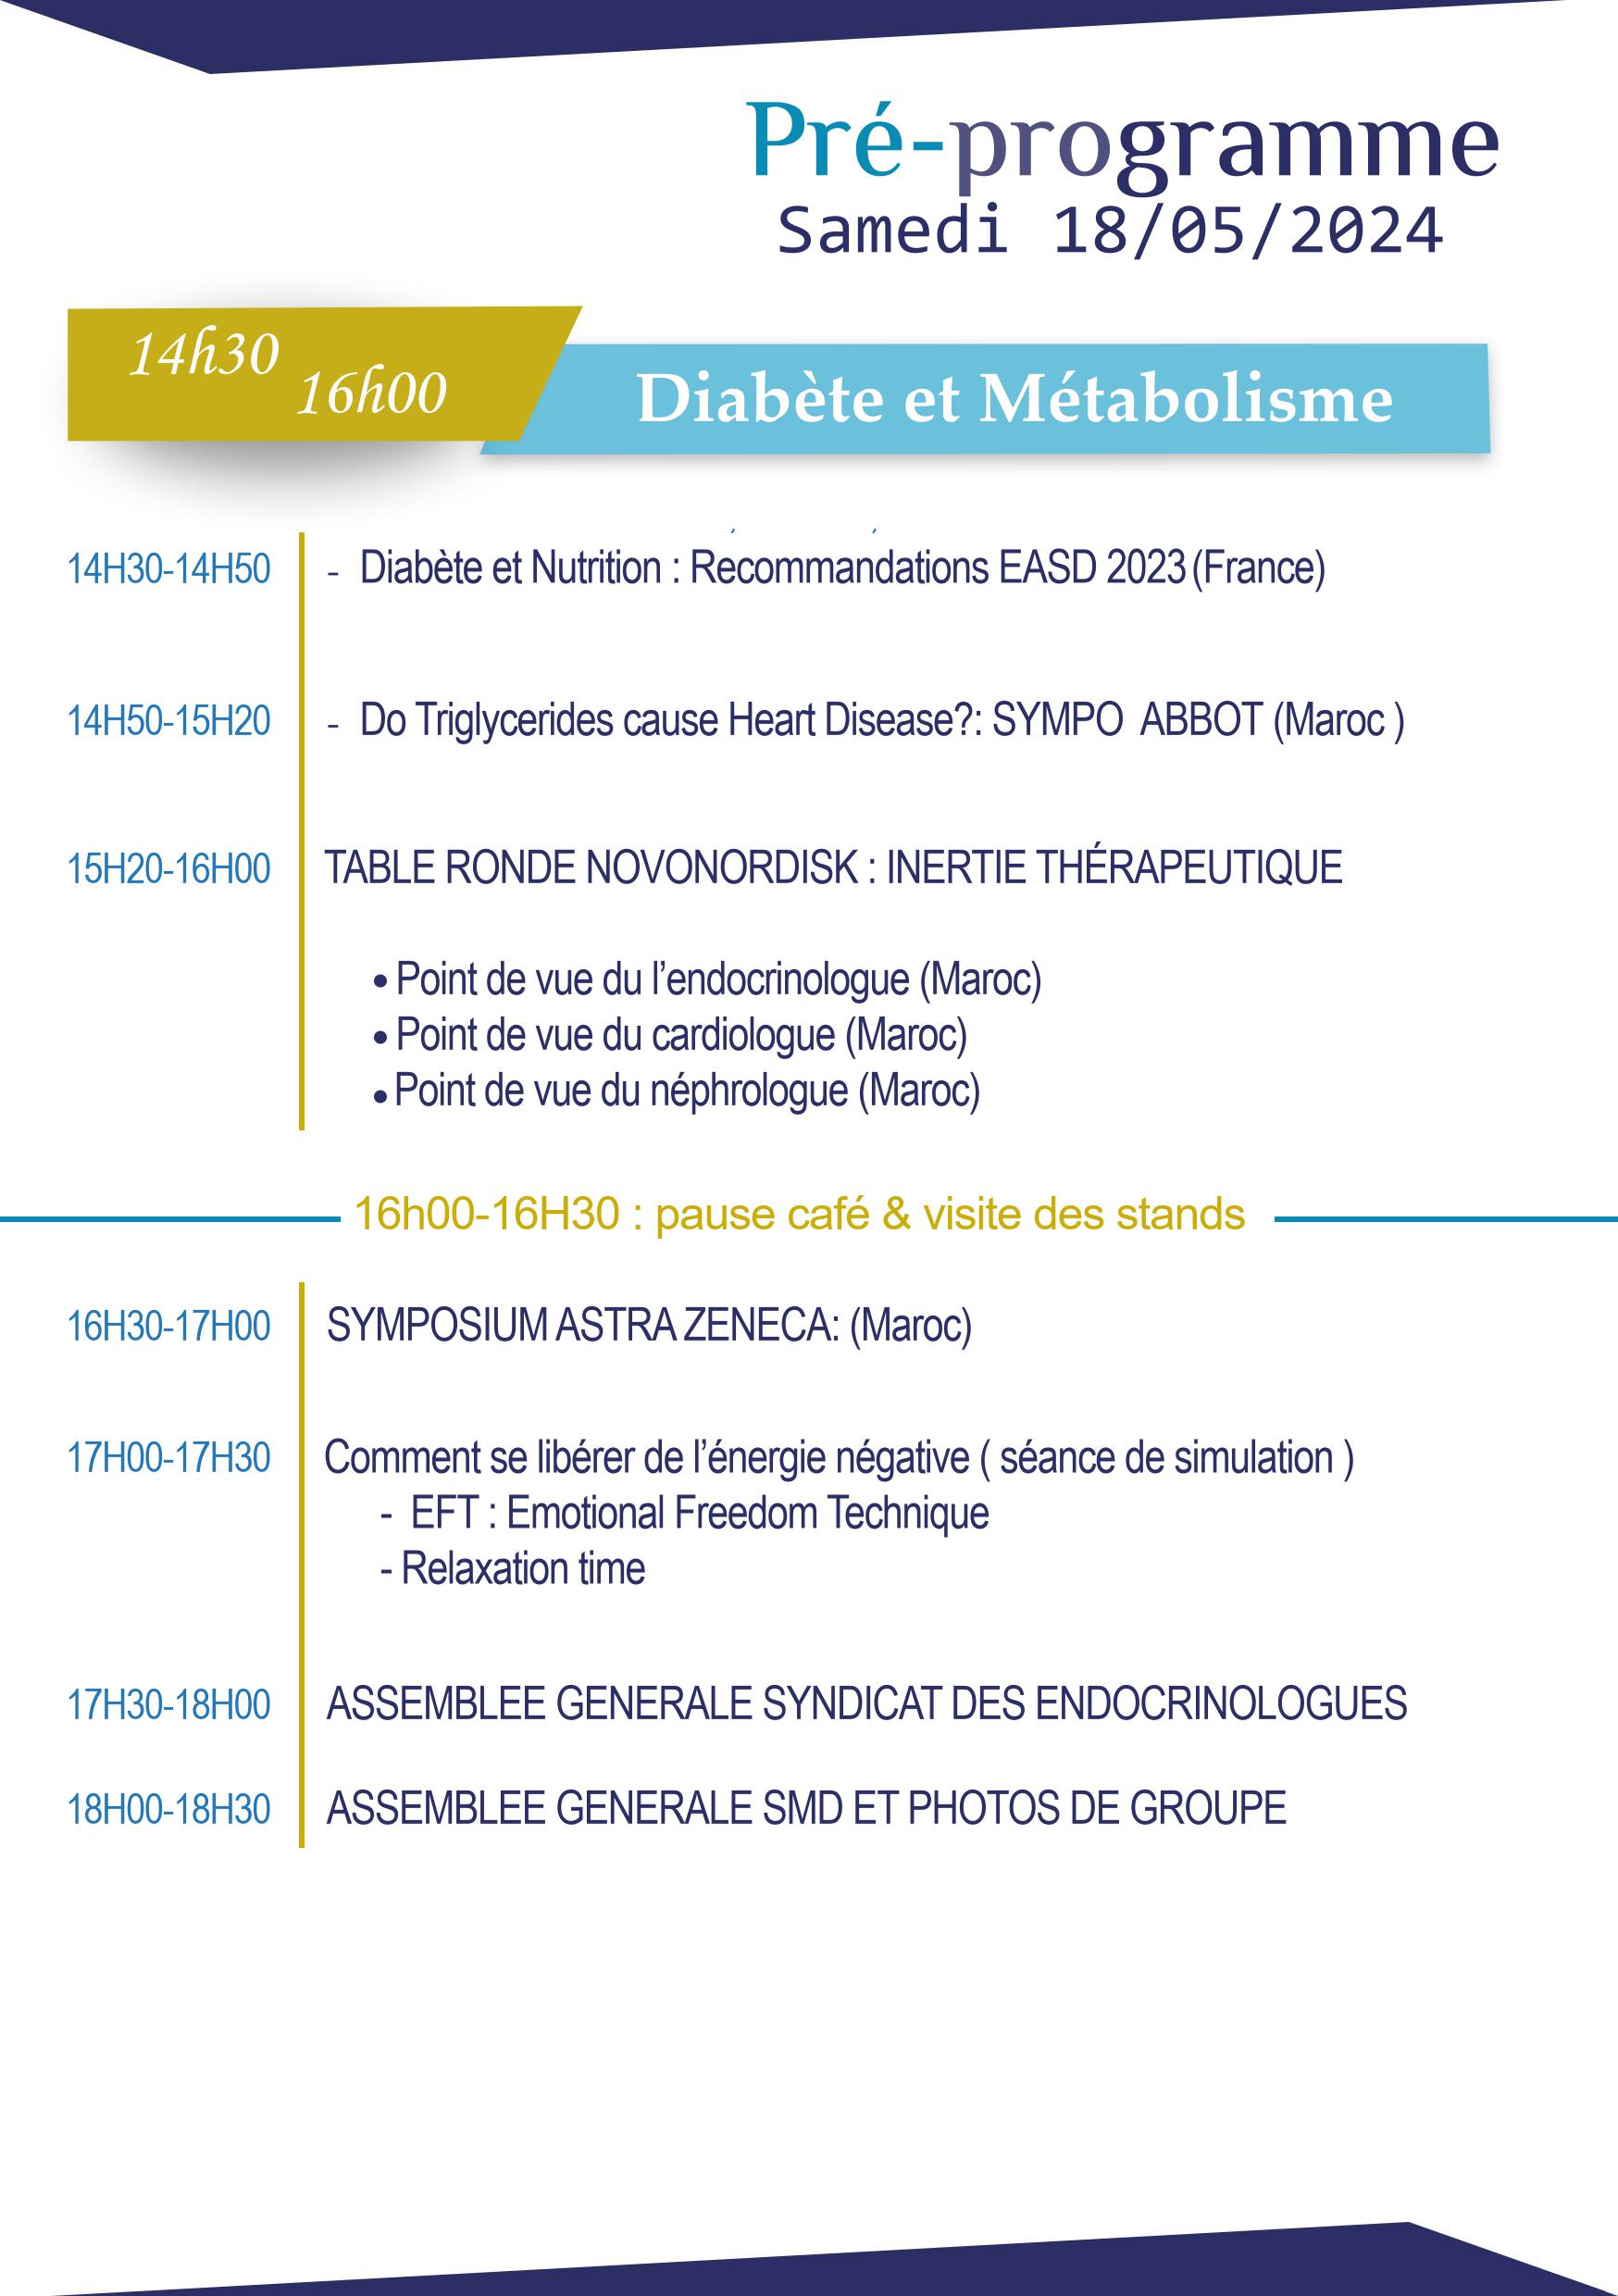 Pré-programme
Samedi 18/05/2024
14h30
16h00
Diabète et Métabolisme
14H30-14H50 - Diabète et Nutrition : Recommandations EASD 2023 (France)
14H50-15H20 - Do Triglycerides cause Heart Disease?: SYMPO ABBOT (Maroc )
15H20-16H00 TABLE RONDE NOVONORDISK : INERTIE THÉRAPEUTIQUE
• Point de vue du l’endocrinologue (Maroc)
• Point de vue du cardiologue (Maroc)
• Point de vue du néphrologue (Maroc)
16h00-16H30 : pause café & visite des stands
16H30-17H00 SYMPOSIUM ASTRA ZENECA: (Maroc)
17H00-17H30 Comment se libérer de l’énergie négative ( séance de simulation )
- EFT : Emotional Freedom Technique
- Relaxation time
17H30-18H00 ASSEMBLEE GENERALE SYNDICAT DES ENDOCRINOLOGUES
18H00-18H30 ASSEMBLEE GENERALE SMD ET PHOTOS DE GROUPE